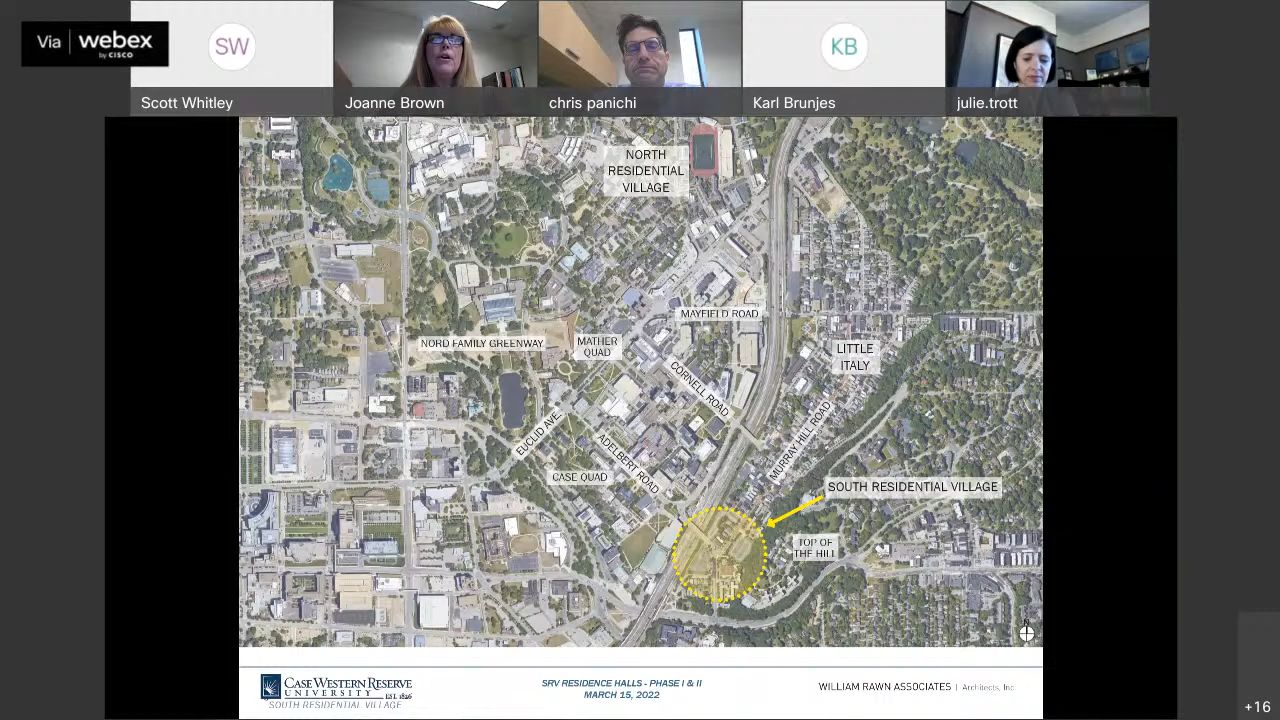 Via webex
by CISCO
SW
KB
Scott Whitley
Joanne Brown
chris panichi
Karl Brunjes
julie.trott
NORTH
RESIDENTIAL
VILLAGE
MAYFIELD ROAD
NORD FAMILY GREENWAY
MATHER
QUAD
LITTLE
ITALY
CORNELL ROAD
MURRAY HILL ROAD
EUCLID AVE.
ADELBERT ROAD
CASE QUAD
SOUTH RESIDENTIAL VILLAGE
TOP OF
THE HILL
N
CASE WESTERN RESERVE
UNIVERSITY EST. 1826
SOUTH RESIDENTIAL VILLAGE
SRV RESIDENCE HALLS - PHASE I & II
MARCH 15, 2022
WILLIAM RAWN ASSOCIATES | Architects, Inc.
+16